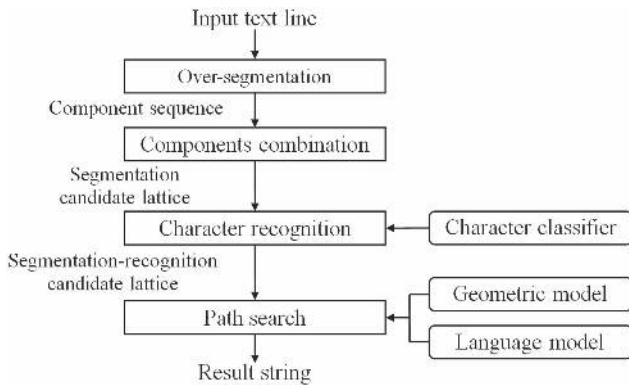 Input text line
Over-segmentation
Component sequence
Components combination
Segmentation
candidate lattice
Character recognition
Character classifier
Segmentation-recognition
candidate lattice
Geometric model
Path search
Language model
Result string